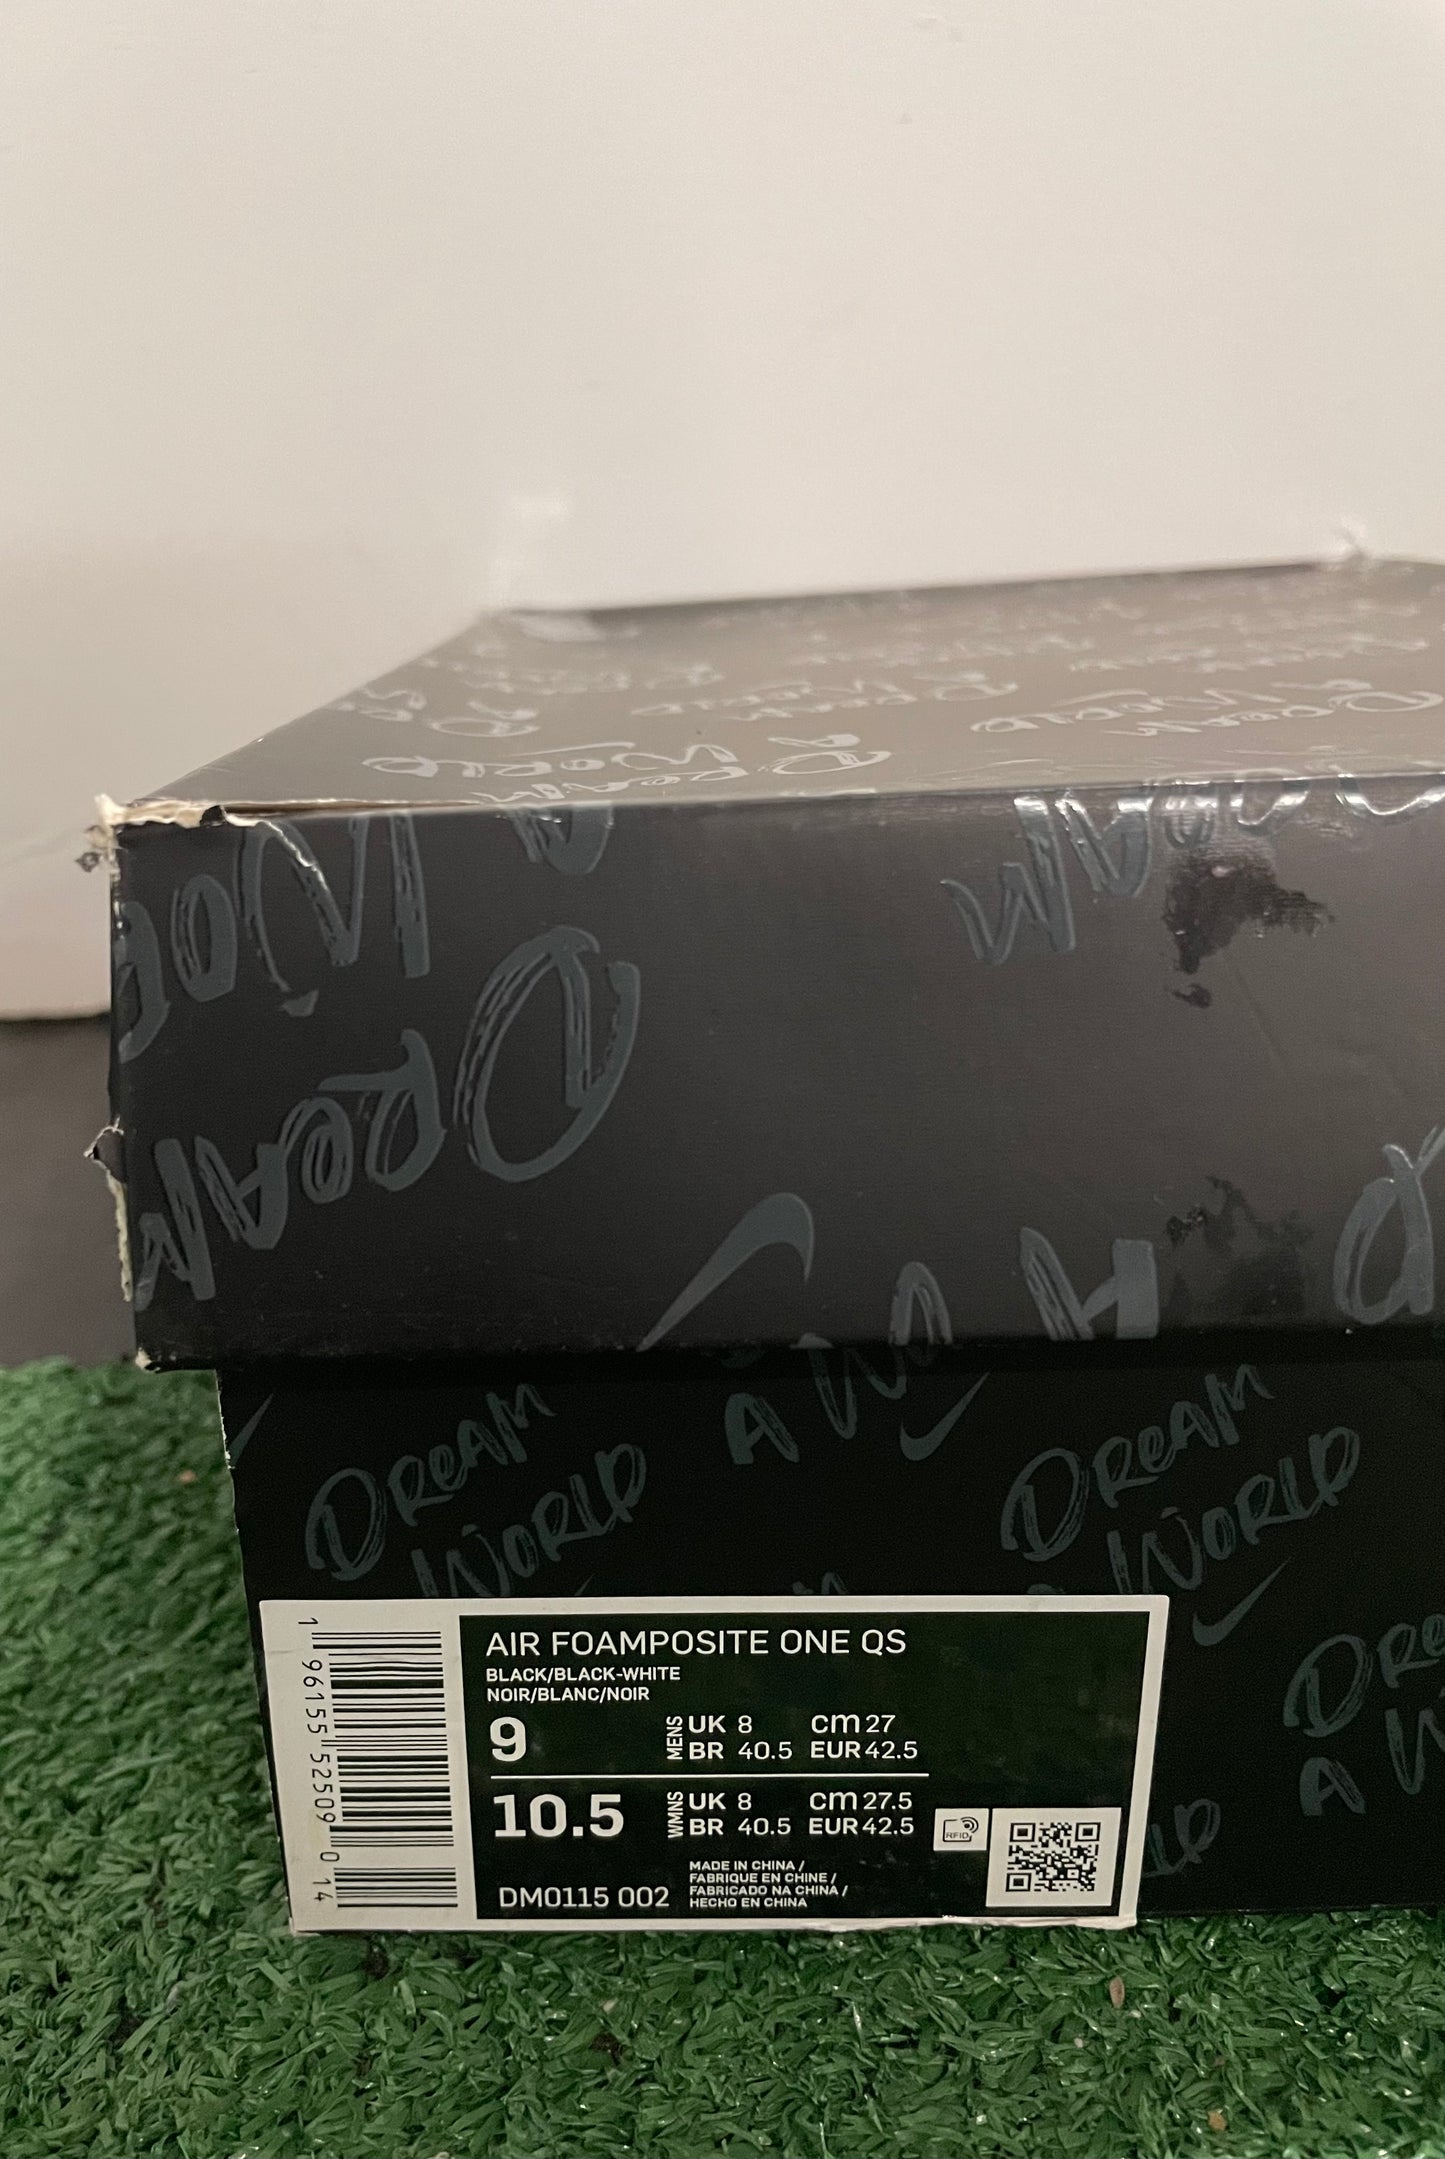 DREAM
A WORLD
DREAM
WORLD
A
DREAM
WORLD
DREAM
A
1 96155 52509 0 14
AIR FOAMPOSITE ONE QS
BLACK/BLACK-WHITE
NOIR/BLANC/NOIR
9 MENS UK 8 cm 27
BR 40.5 EUR 42.5
10.5 WMNS UK 8 cm 27.5
BR 40.5 EUR 42.5
RFID
DM0115 002
MADE IN CHINA /
FABRIQUE EN CHINE /
FABRICADO NA CHINA /
HECHO EN CHINA